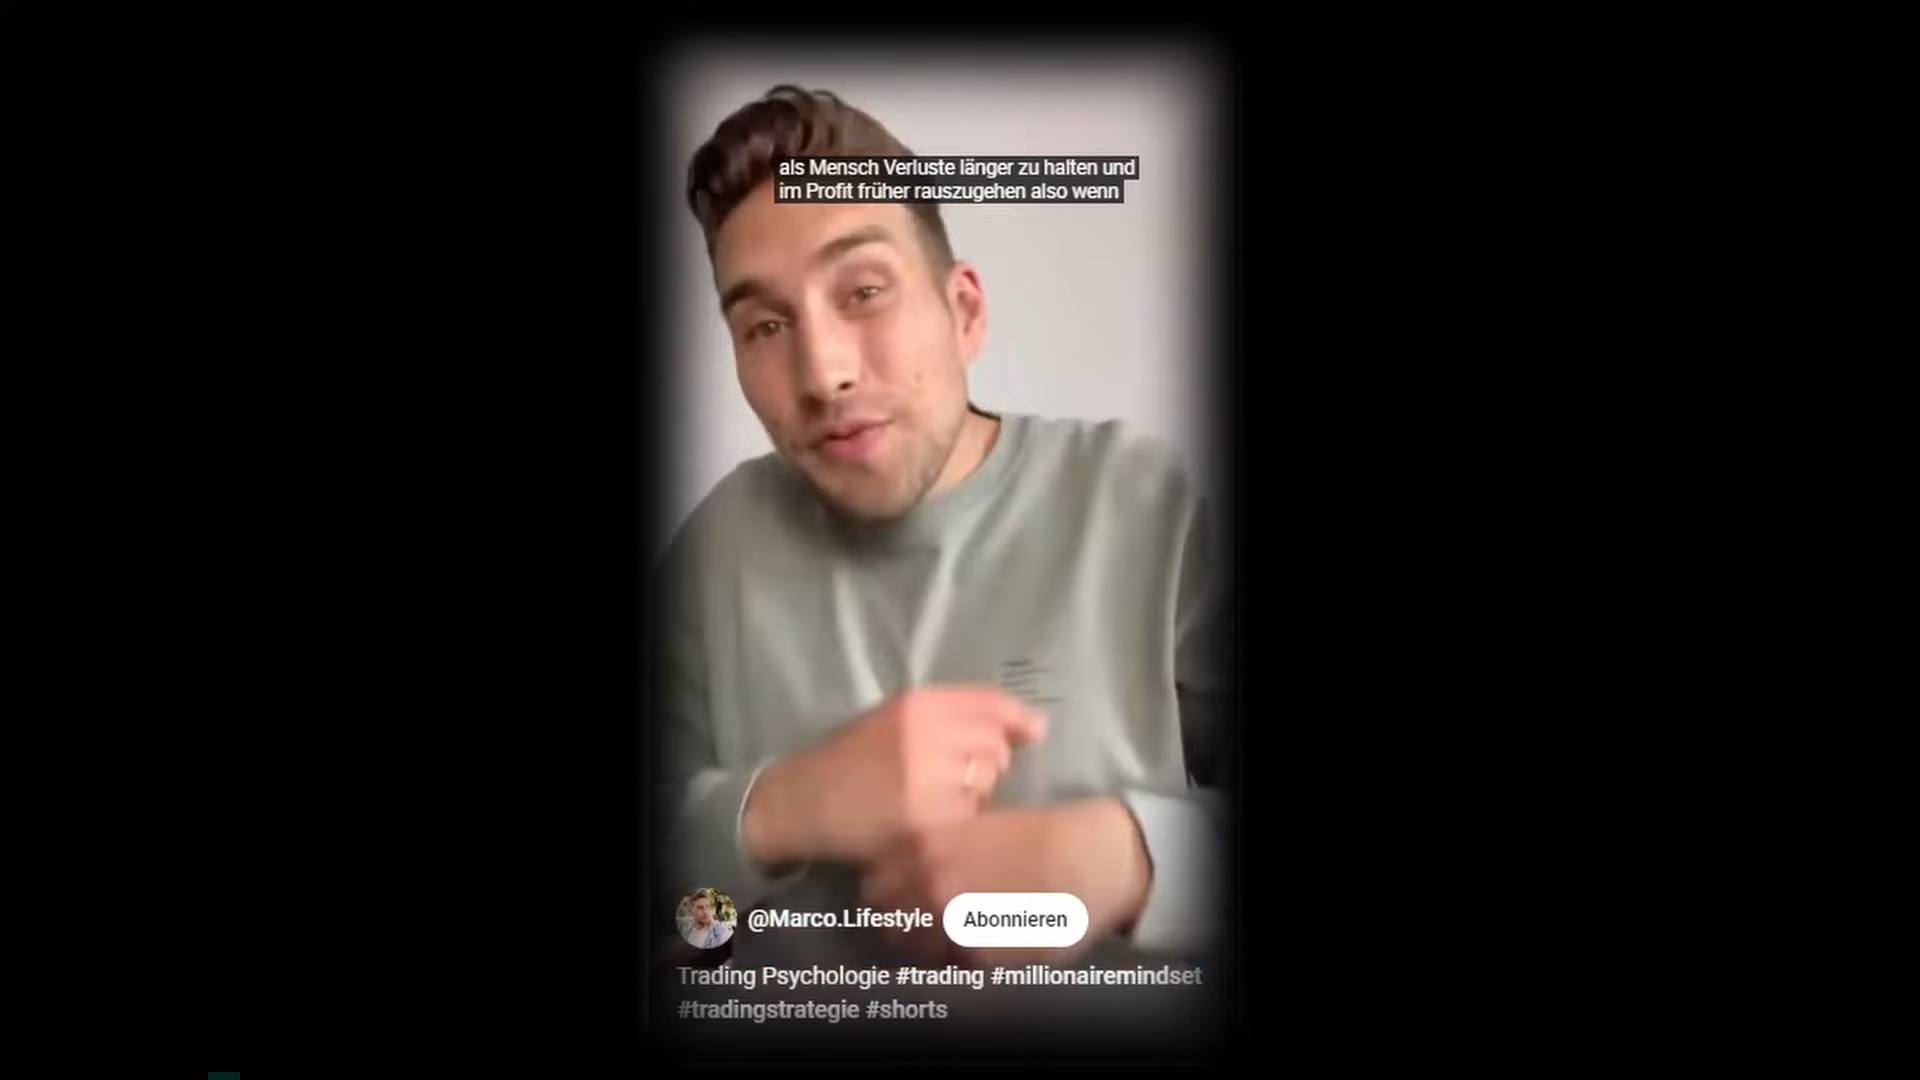 als Mensch Verluste länger zu halten und
im Profit früher rauszugehen also wenn
@Marco.Lifestyle Abonnieren
Trading Psychologie #trading #millionairemindset
#tradingstrategie #shorts